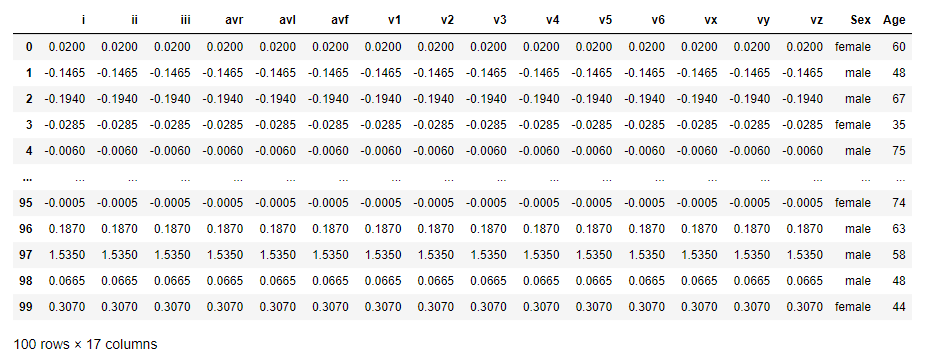 i ii iii avr avl avf v1 v2 v3 v4 v5 v6 vx vy vz Sex Age
0 0.0200 0.0200 0.0200 0.0200 0.0200 0.0200 0.0200 0.0200 0.0200 0.0200 0.0200 0.0200 0.0200 0.0200 0.0200 female 60
1 -0.1465 -0.1465 -0.1465 -0.1465 -0.1465 -0.1465 -0.1465 -0.1465 -0.1465 -0.1465 -0.1465 -0.1465 -0.1465 -0.1465 -0.1465 male 48
2 -0.1940 -0.1940 -0.1940 -0.1940 -0.1940 -0.1940 -0.1940 -0.1940 -0.1940 -0.1940 -0.1940 -0.1940 -0.1940 -0.1940 -0.1940 male 67
3 -0.0285 -0.0285 -0.0285 -0.0285 -0.0285 -0.0285 -0.0285 -0.0285 -0.0285 -0.0285 -0.0285 -0.0285 -0.0285 -0.0285 -0.0285 female 35
4 -0.0060 -0.0060 -0.0060 -0.0060 -0.0060 -0.0060 -0.0060 -0.0060 -0.0060 -0.0060 -0.0060 -0.0060 -0.0060 -0.0060 -0.0060 male 75
... ... ... ... ... ... ... ... ... ... ... ... ... ... ... ... ... ...
95 -0.0005 -0.0005 -0.0005 -0.0005 -0.0005 -0.0005 -0.0005 -0.0005 -0.0005 -0.0005 -0.0005 -0.0005 -0.0005 -0.0005 -0.0005 female 74
96 0.1870 0.1870 0.1870 0.1870 0.1870 0.1870 0.1870 0.1870 0.1870 0.1870 0.1870 0.1870 0.1870 0.1870 0.1870 male 63
97 1.5350 1.5350 1.5350 1.5350 1.5350 1.5350 1.5350 1.5350 1.5350 1.5350 1.5350 1.5350 1.5350 1.5350 1.5350 male 58
98 0.0665 0.0665 0.0665 0.0665 0.0665 0.0665 0.0665 0.0665 0.0665 0.0665 0.0665 0.0665 0.0665 0.0665 0.0665 male 48
99 0.3070 0.3070 0.3070 0.3070 0.3070 0.3070 0.3070 0.3070 0.3070 0.3070 0.3070 0.3070 0.3070 0.3070 0.3070 female 44
100 rows × 17 columns